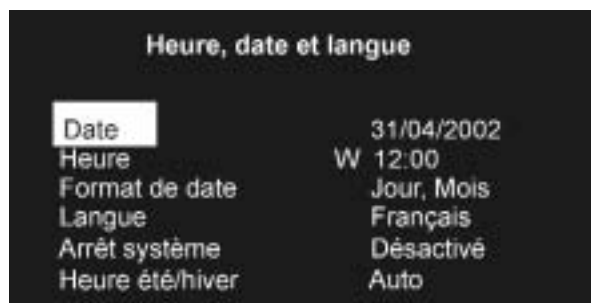 Heure, date et langue
Date 31/04/2002
Heure W 12:00
Format de date Jour, Mois
Langue Français
Arrêt système Désactivé
Heure été/hiver Auto